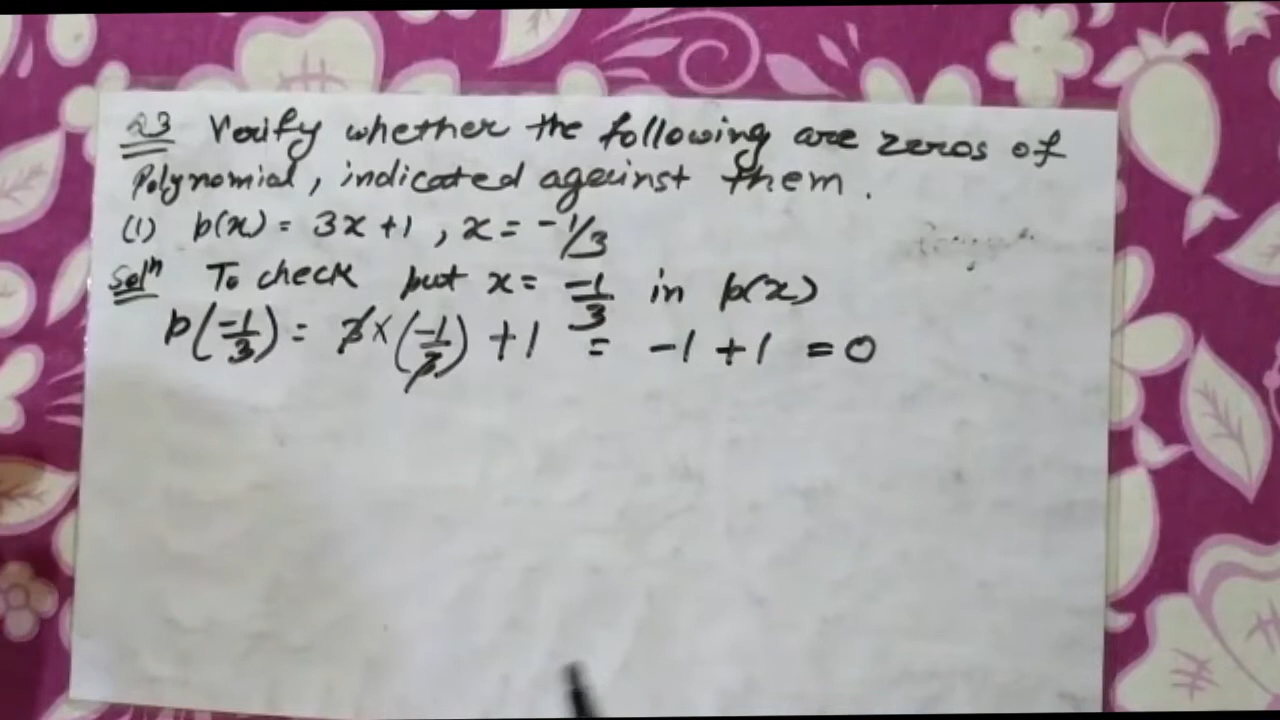 Q3 Verify whether the following are zeros of
Polynomial, indicated against them.
(1) p(x) = 3x + 1, x = -1/3
Solⁿ To check put x = -1/3 in p(x)
p(-1/3) = 3×(-1/3) + 1 = -1 + 1 = 0